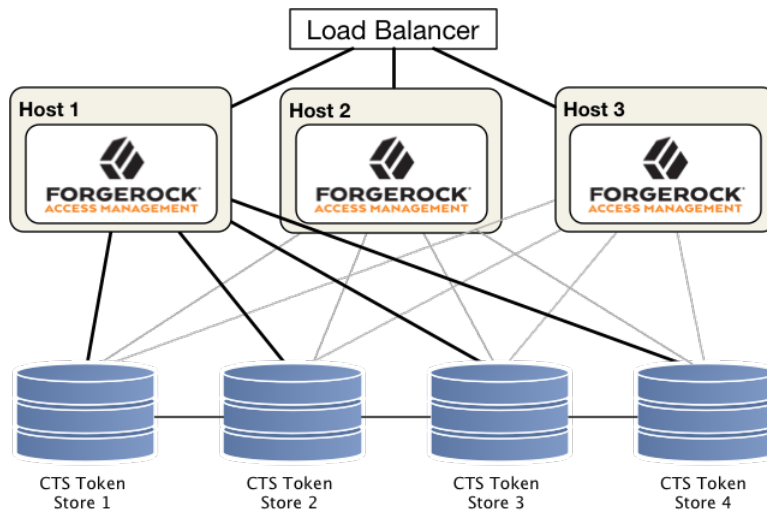 Load Balancer
Host 1
FORGEROCK®
ACCESS MANAGEMENT
Host 2
FORGEROCK®
ACCESS MANAGEMENT
Host 3
FORGEROCK®
ACCESS MANAGEMENT
CTS Token
Store 1
CTS Token
Store 2
CTS Token
Store 3
CTS Token
Store 4